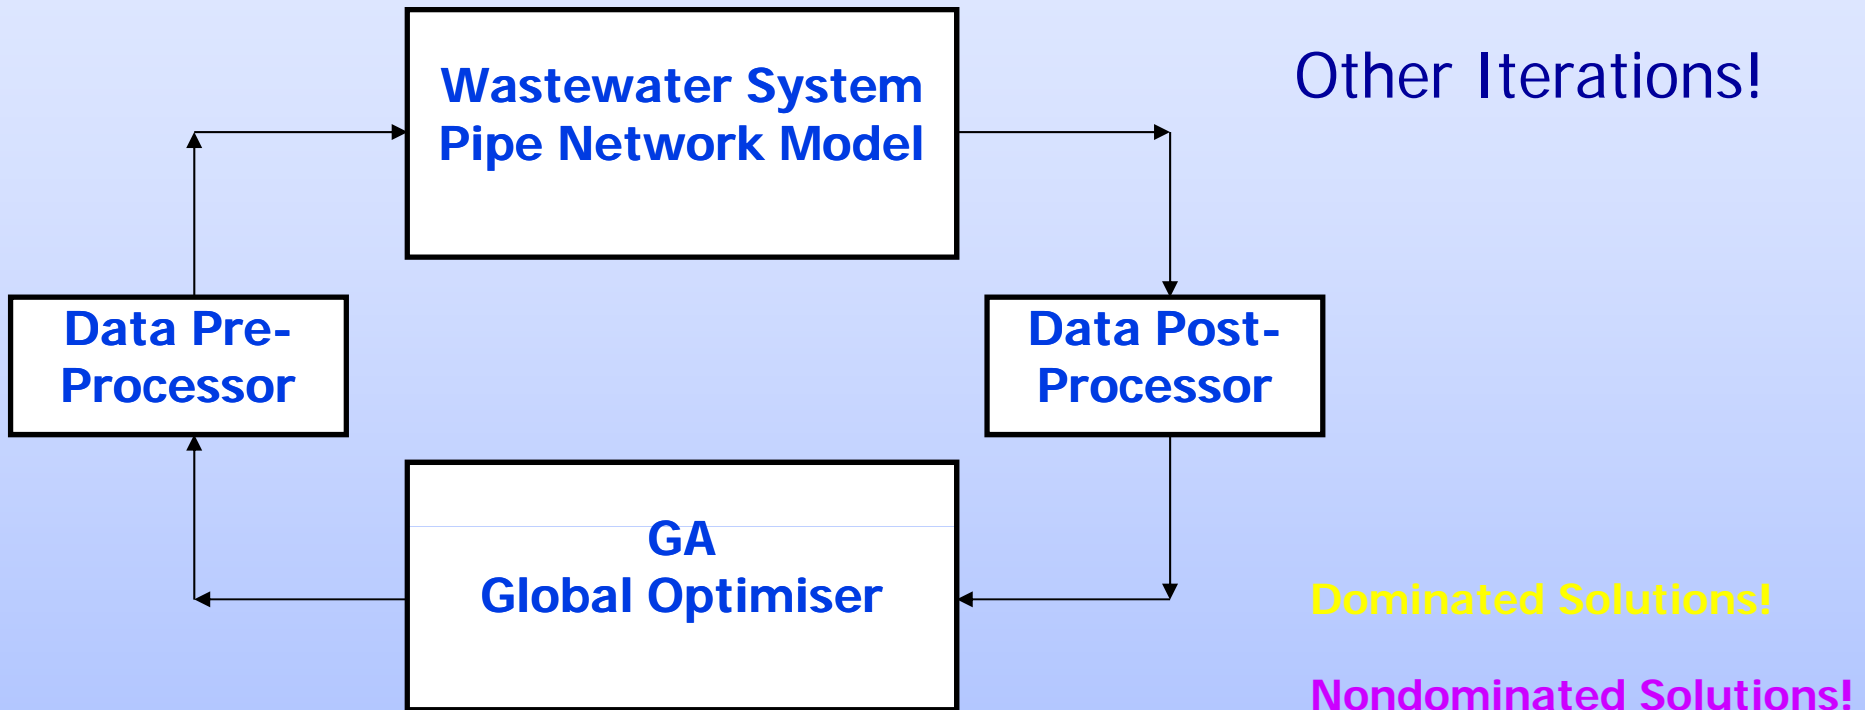 Wastewater System
Pipe Network Model
Other Iterations!
Data Pre-
Processor
Data Post-
Processor
GA
Global Optimiser
Dominated Solutions!
Nondominated Solutions!